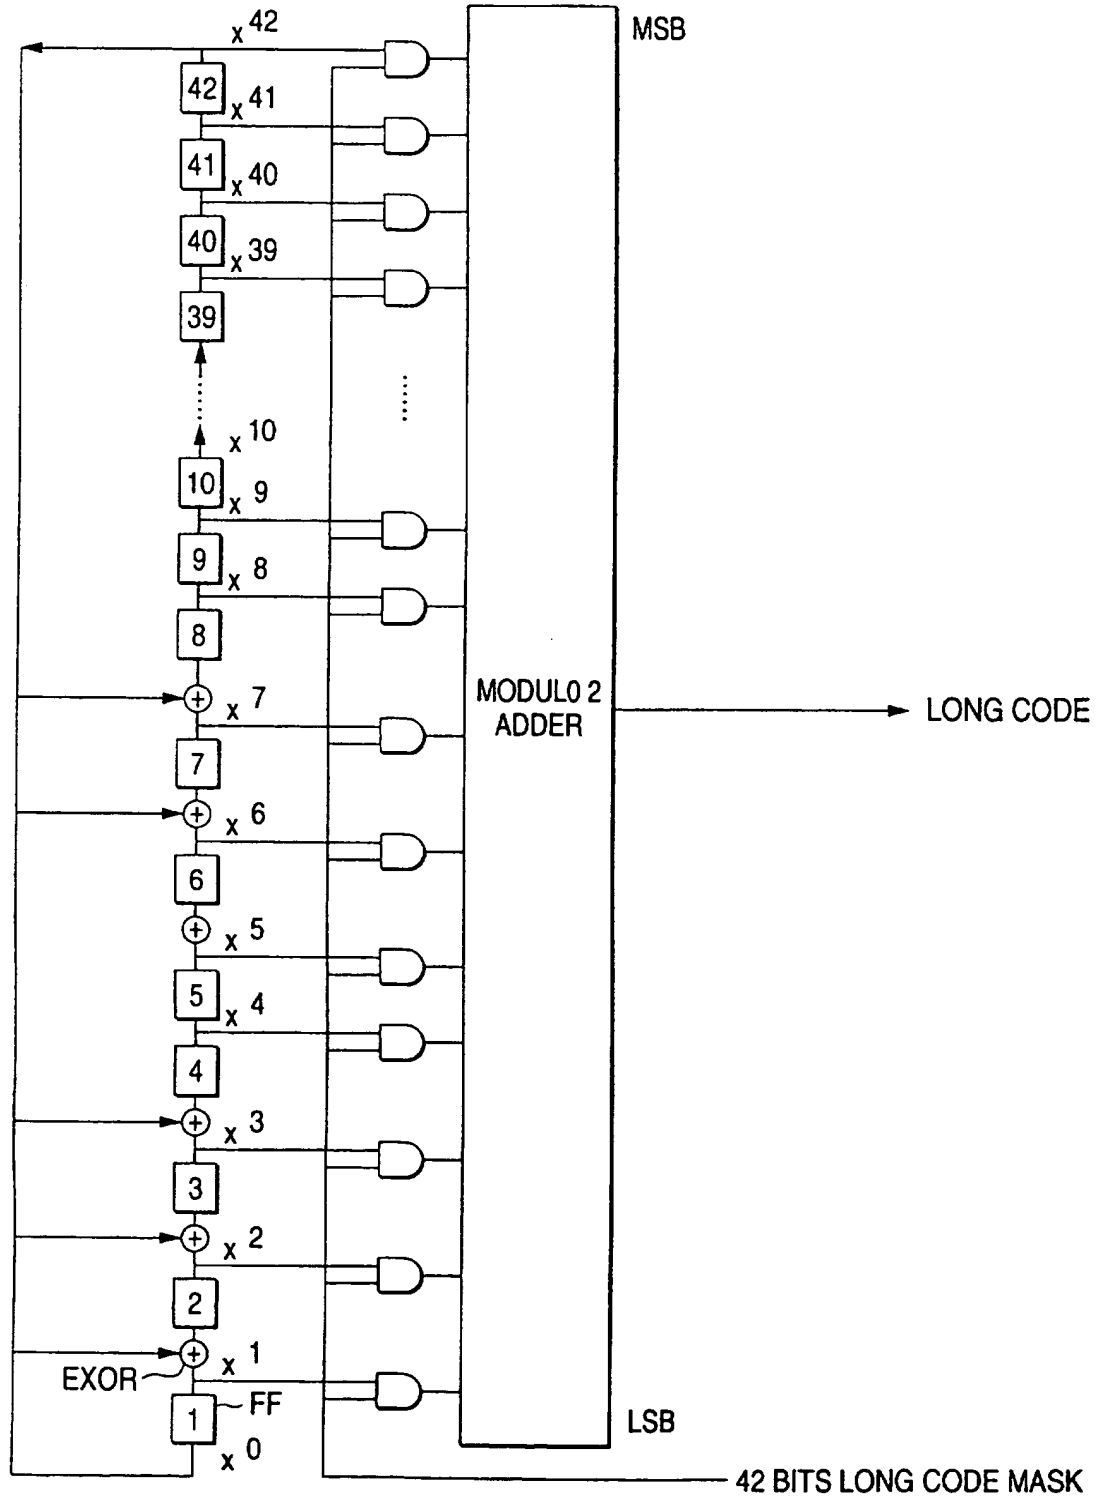 x 42
MSB
42
x 41
41
x 40
40
x 39
39
x 10
10
x 9
9
x 8
8
MODUL0 2
ADDER
LONG CODE
x 7
7
x 6
6
x 5
5
x 4
4
x 3
3
x 2
2
x 1
EXOR
FF
1
LSB
x 0
42 BITS LONG CODE MASK